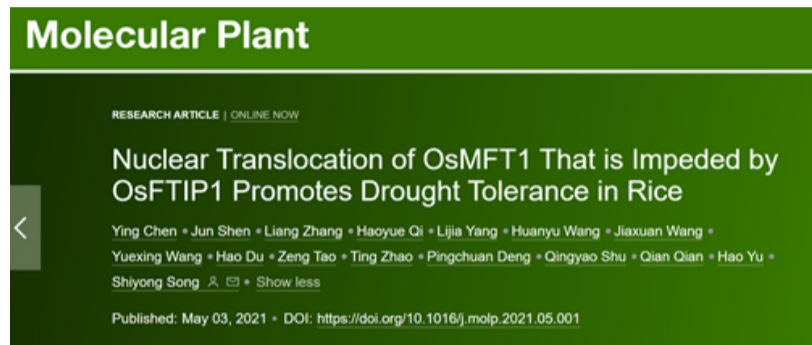 Molecular Plant
RESEARCH ARTICLE | ONLINE NOW
Nuclear Translocation of OsMFT1 That is Impeded by
OsFTIP1 Promotes Drought Tolerance in Rice
Ying Chen • Jun Shen • Liang Zhang • Haoyue Qi • Lijia Yang • Huanyu Wang • Jiaxuan Wang •
Yuexing Wang • Hao Du • Zeng Tao • Ting Zhao • Pingchuan Deng • Qingyao Shu • Qian Qian • Hao Yu •
Shiyong Song • Show less
Published: May 03, 2021 • DOI: https://doi.org/10.1016/j.molp.2021.05.001